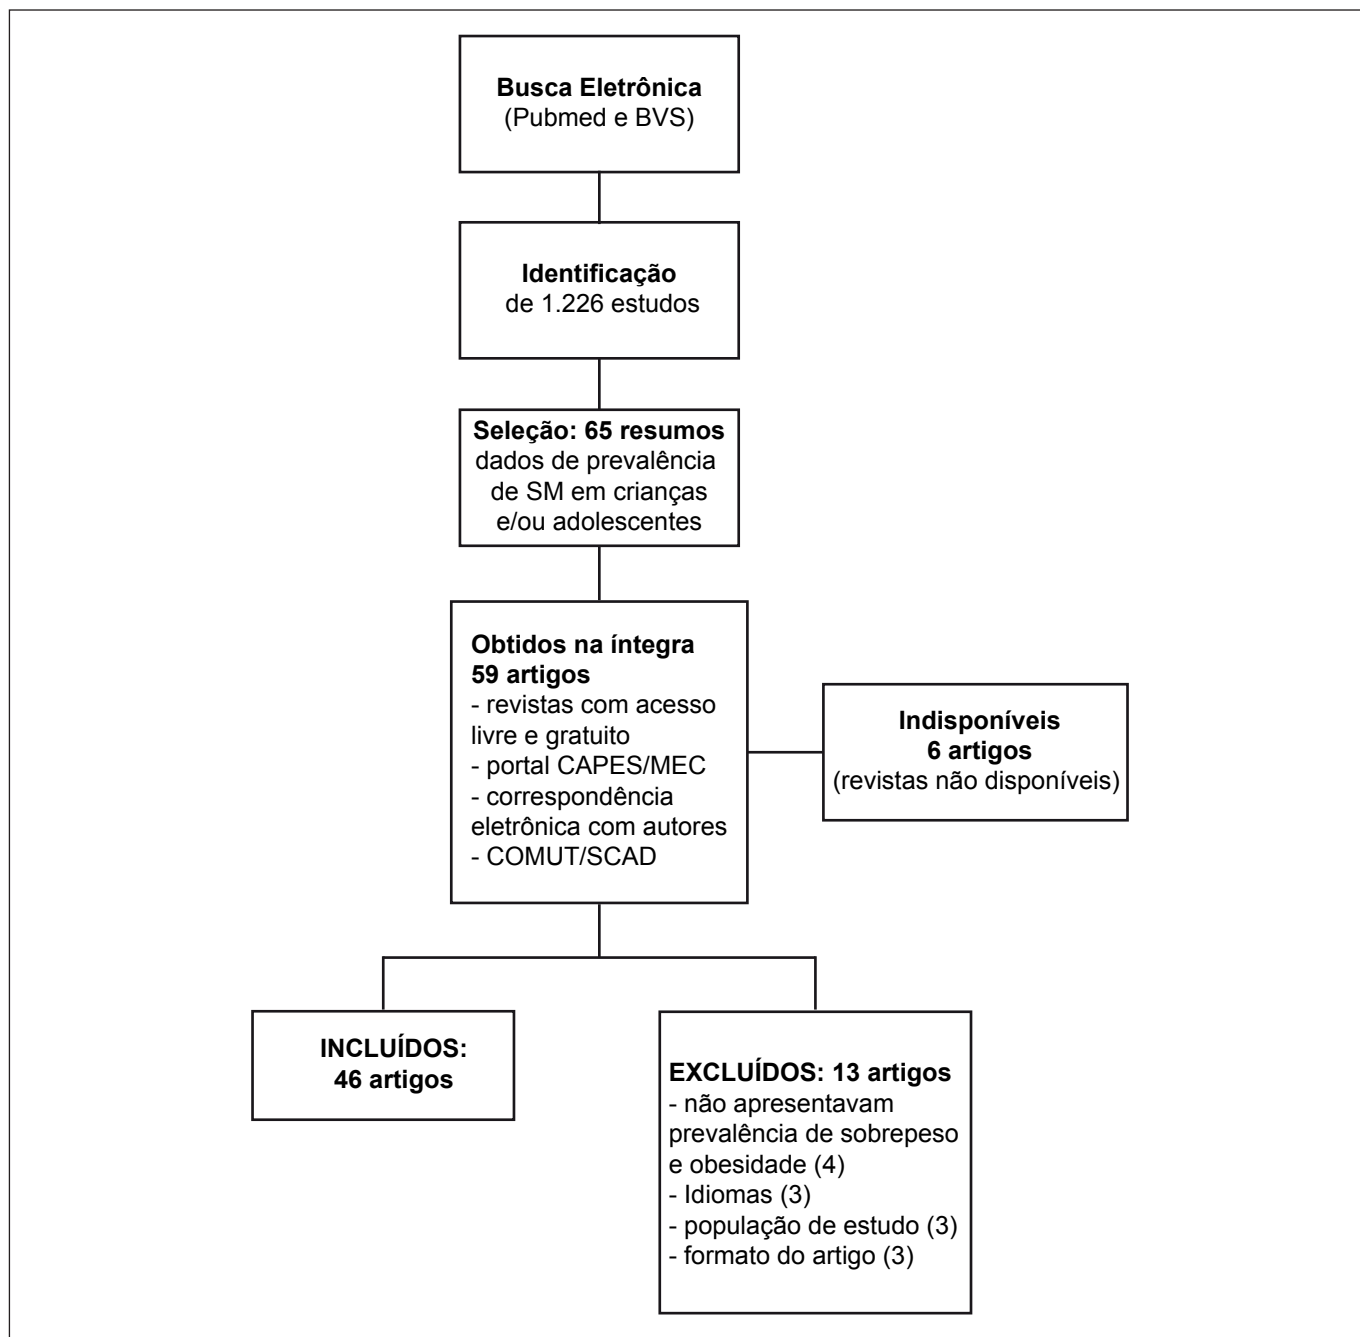 Busca Eletrônica
(Pubmed e BVS)
Identificação
de 1.226 estudos
Seleção: 65 resumos
dados de prevalência
de SM em crianças
e/ou adolescentes
Obtidos na íntegra
59 artigos
- revistas com acesso
livre e gratuito
- portal CAPES/MEC
- correspondência
eletrônica com autores
- COMUT/SCAD
Indisponíveis
6 artigos
(revistas não disponíveis)
INCLUÍDOS:
46 artigos
EXCLUÍDOS: 13 artigos
- não apresentavam
prevalência de sobrepeso
e obesidade (4)
- Idiomas (3)
- população de estudo (3)
- formato do artigo (3)